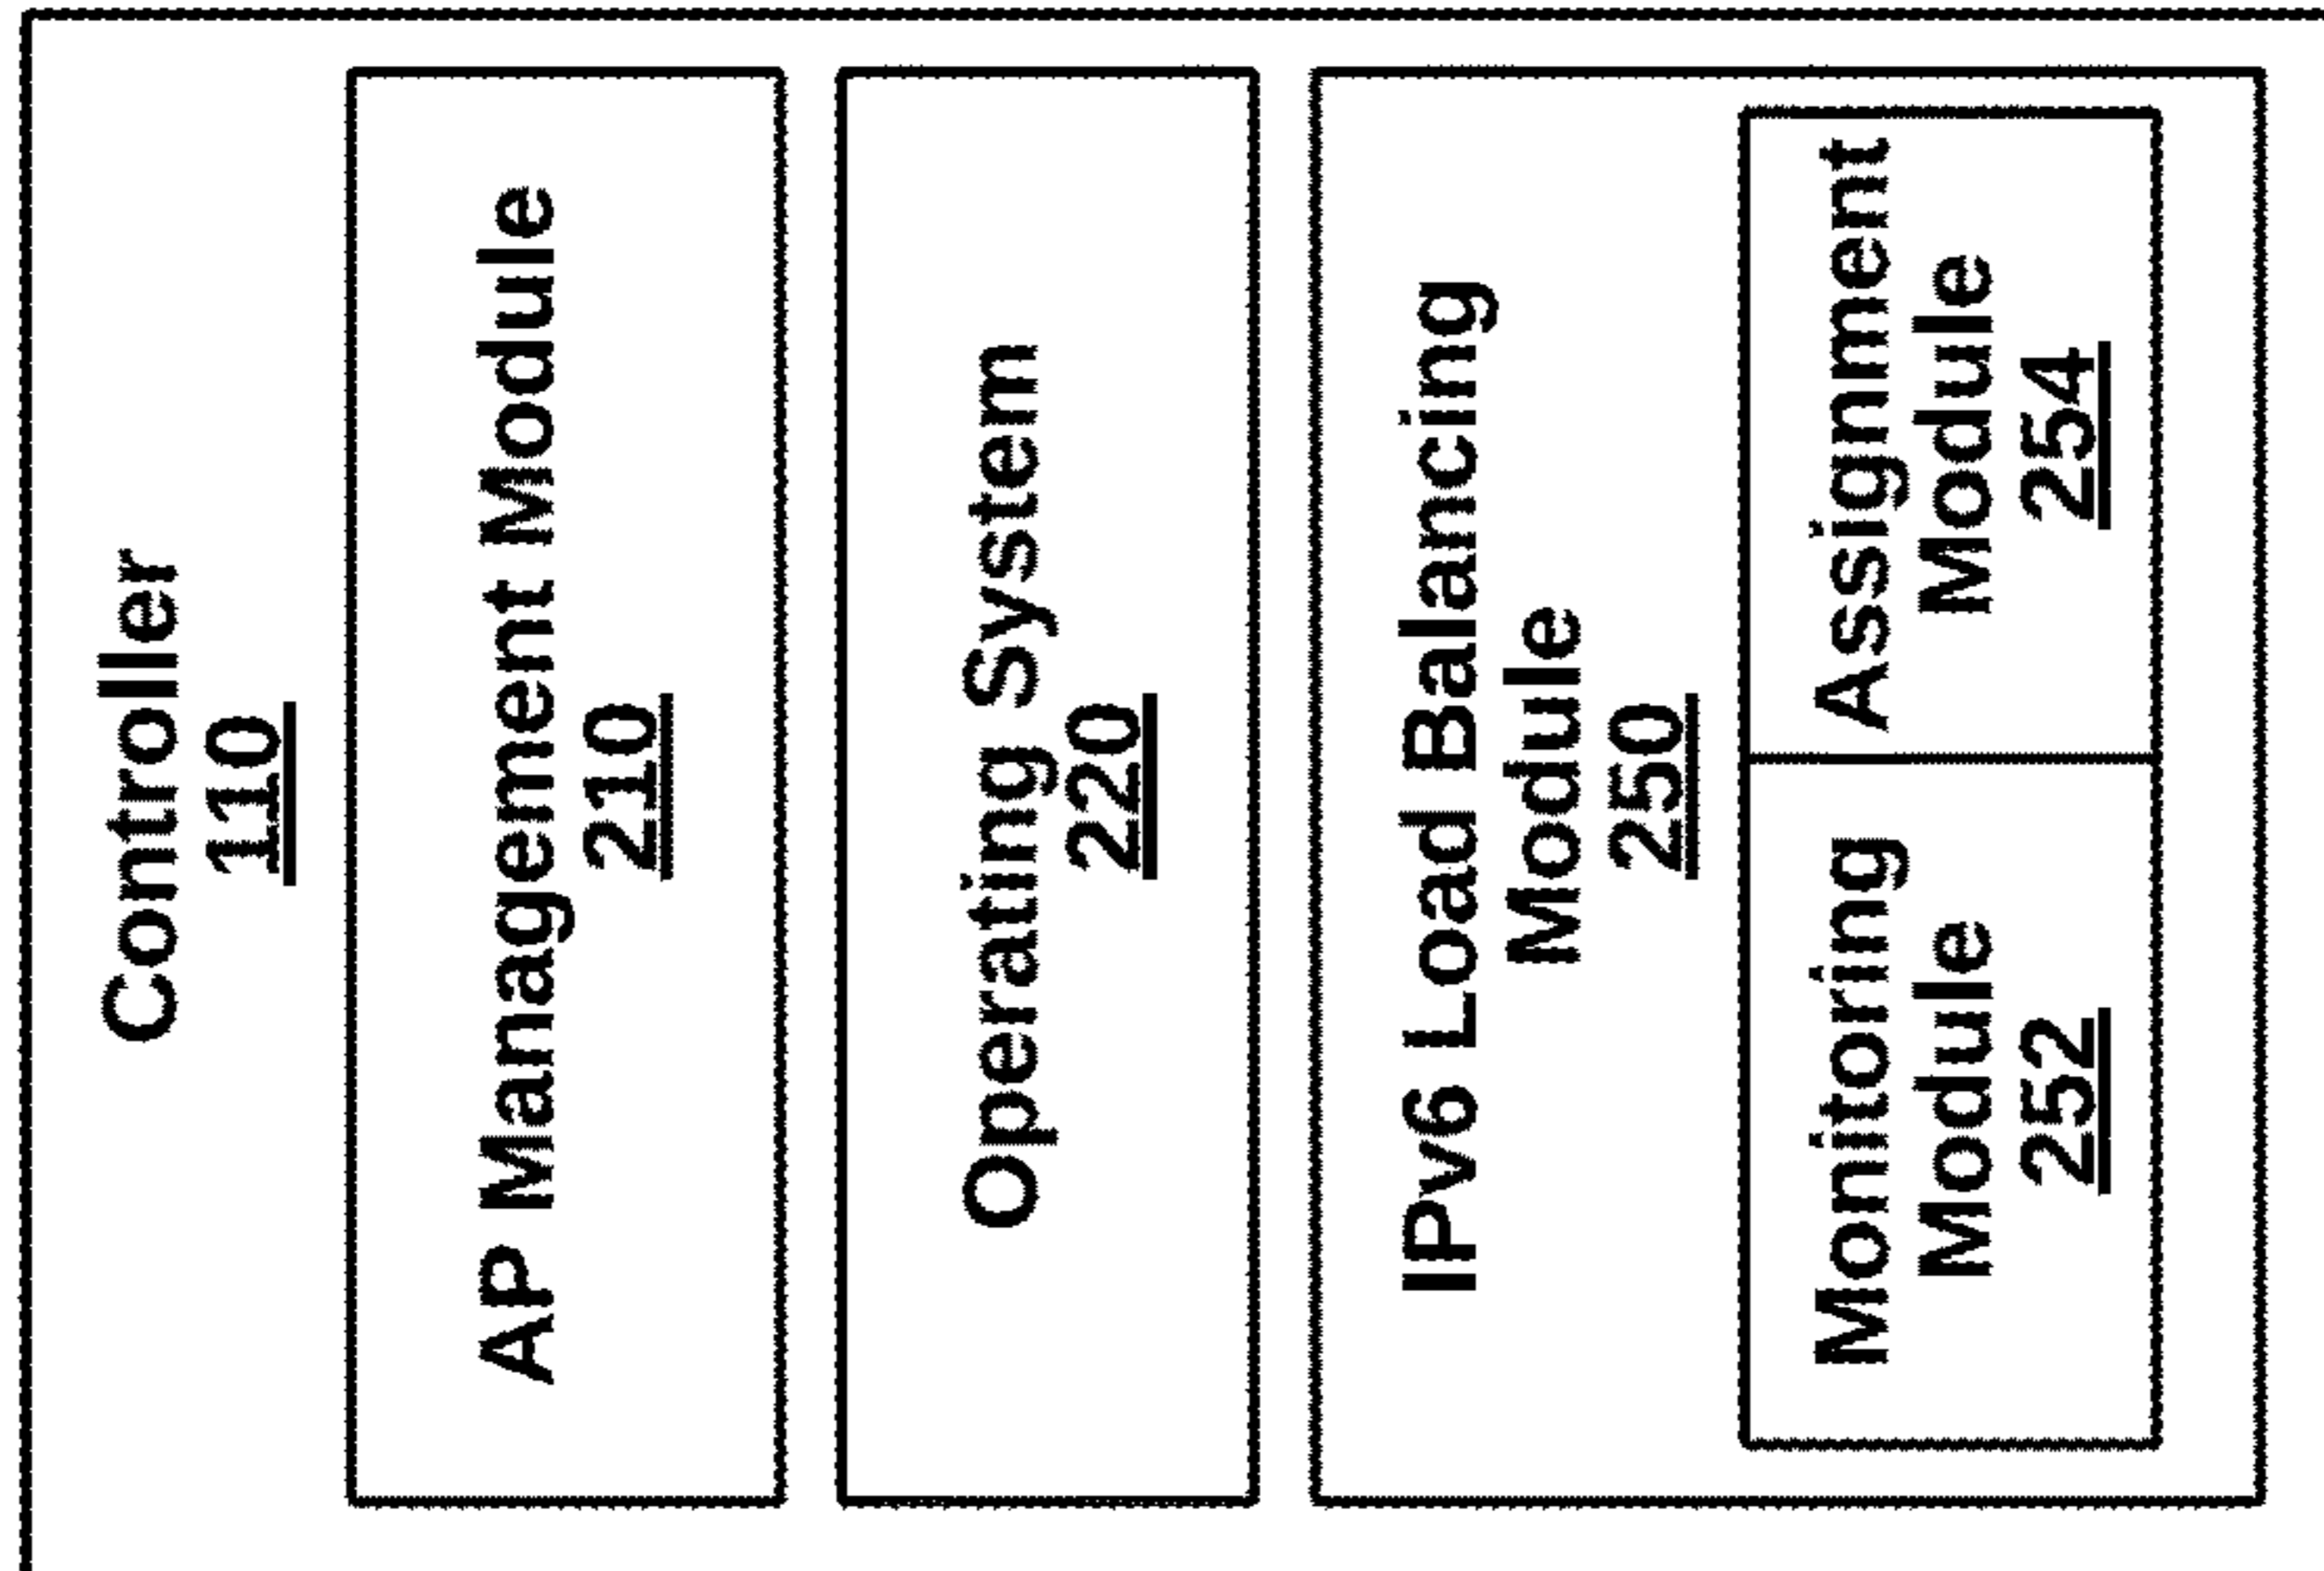 Controller
110
AP Management Module
210
Operating System
220
IPv6 Load Balancing
Module
250
Monitoring
Module
252
Assignment
Module
254